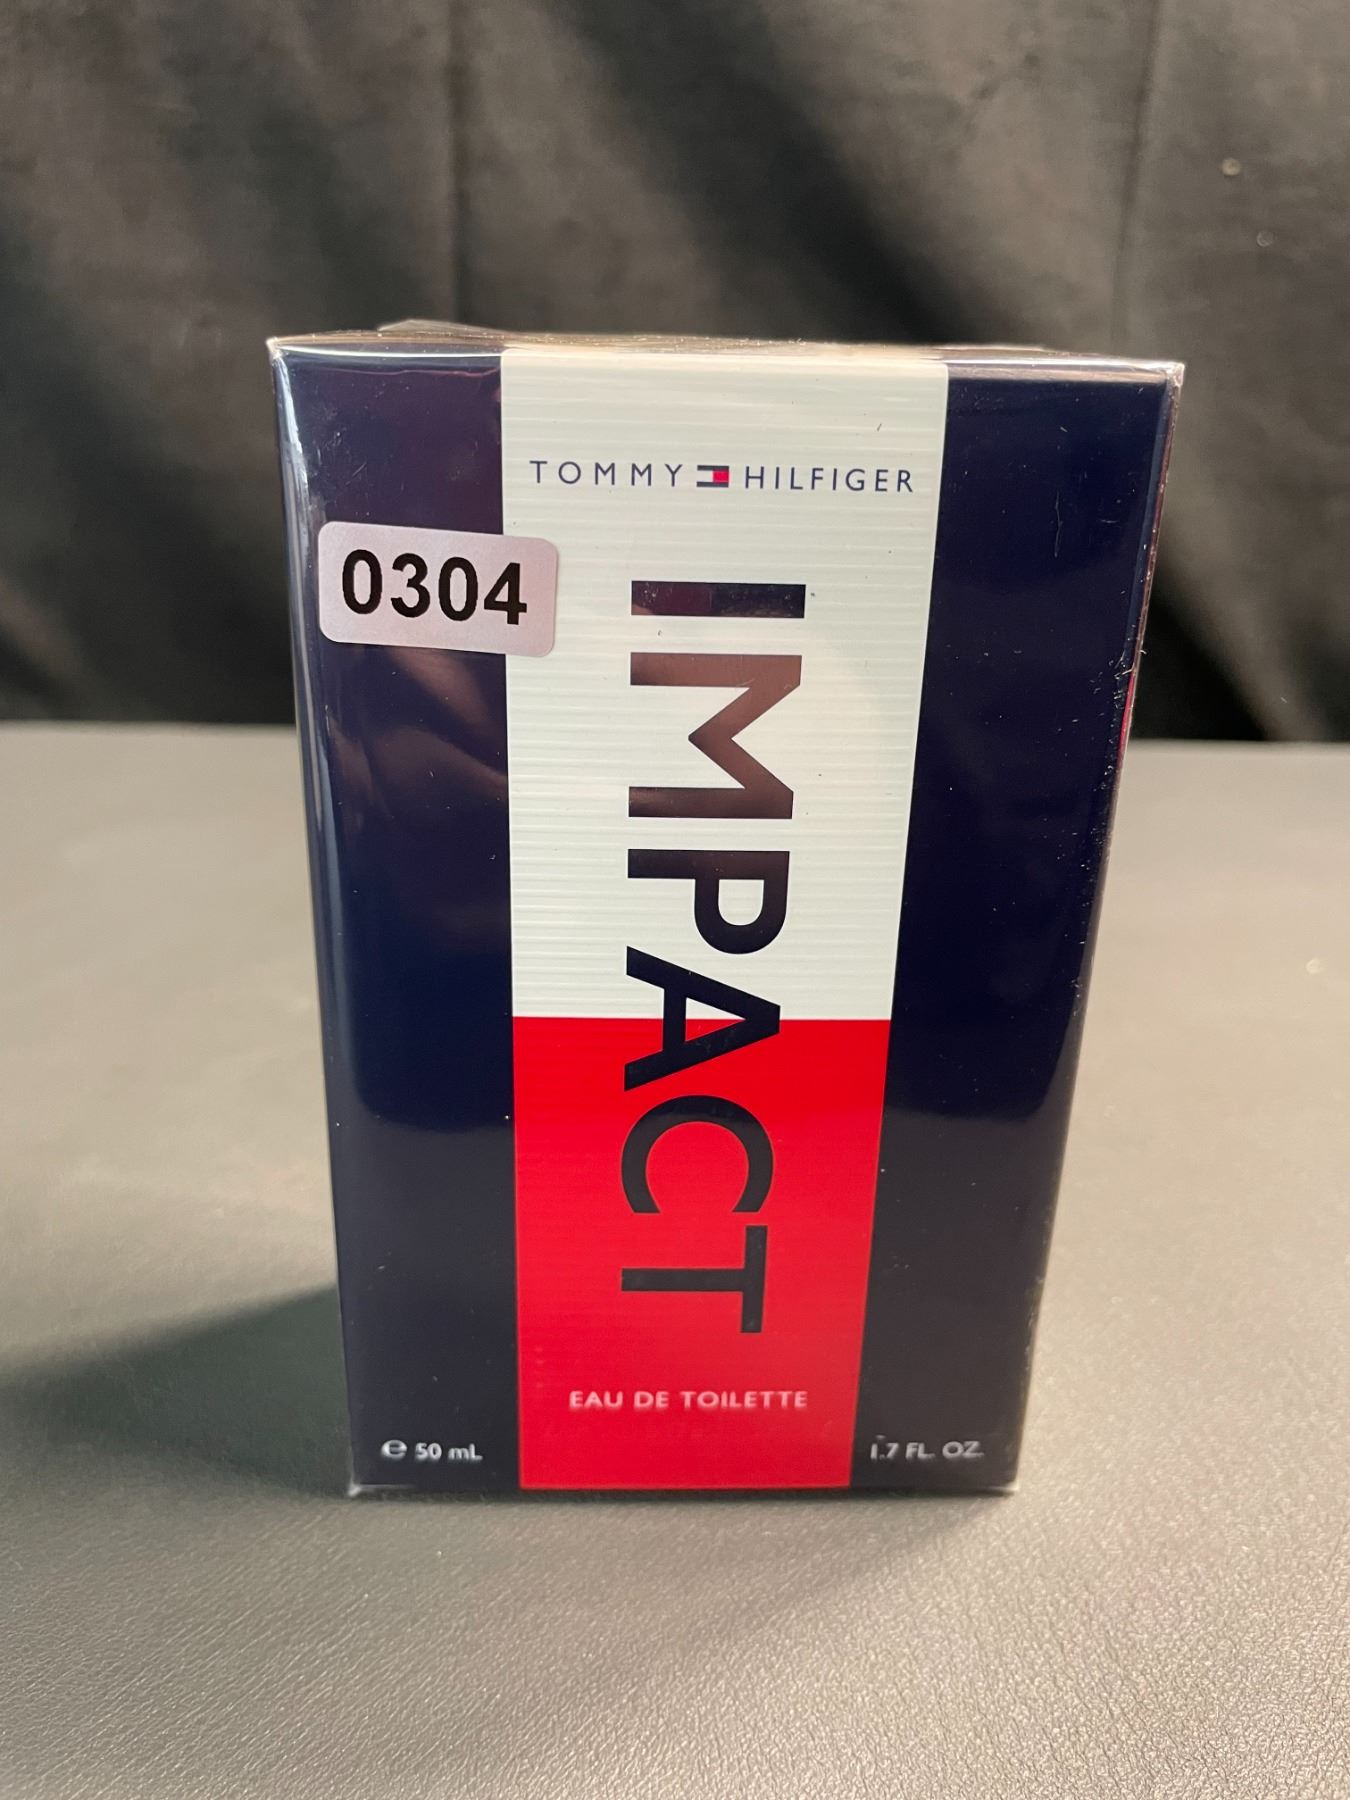 TOMMY HILFIGER
0304
IMPACT
EAU DE TOILETTE
℮ 50 mL
1.7 FL. OZ.